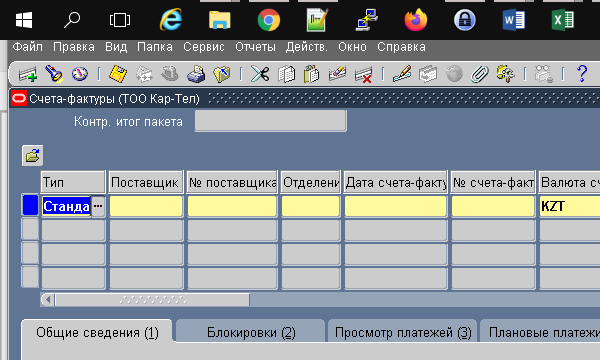 Файл Правка Вид Папка Сервис Отчеты Действ. Окно Справка
Счета-фактуры (ТОО Кар-Тел)
Контр. итог пакета
Тип Поставщик № поставщика Отделени Дата счета-факту № счета-факт Валюта сч
Станда ... KZT
Общие сведения (1) Блокировки (2) Просмотр платежей (3) Плановые платежи